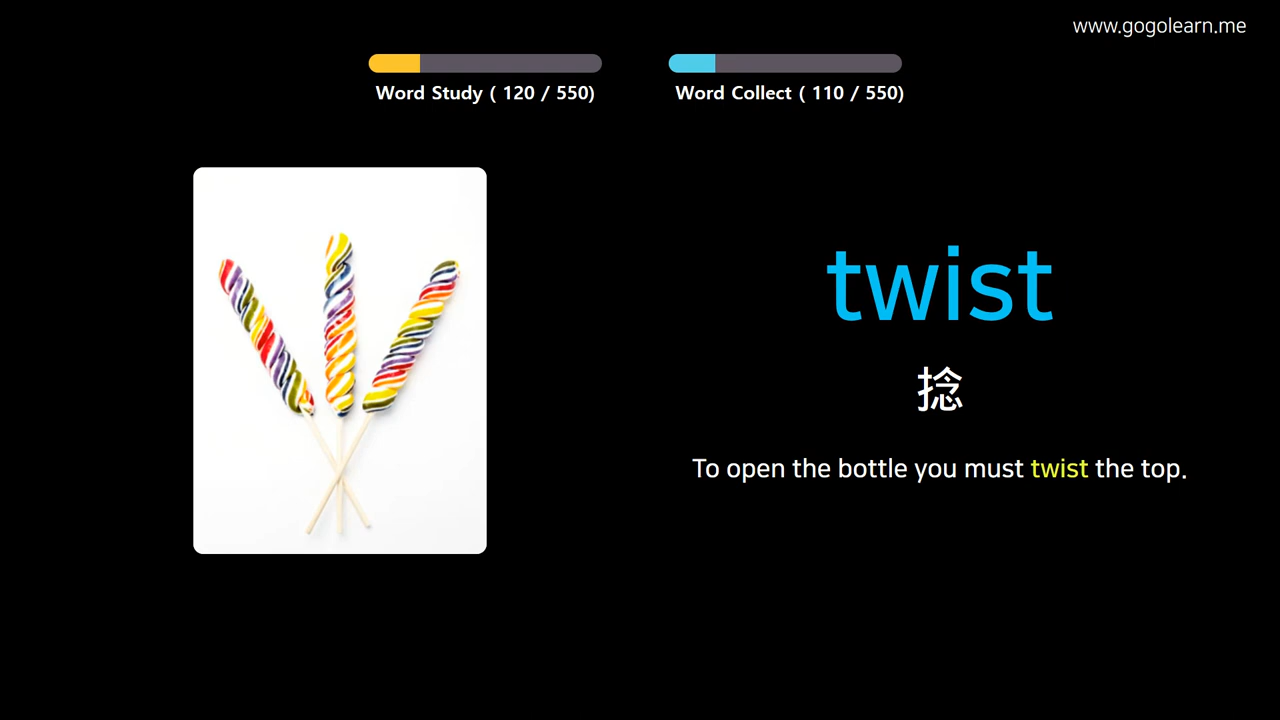 www.gogolearn.me
Word Study ( 120 / 550)
Word Collect ( 110 / 550)
twist
捻
To open the bottle you must twist the top.